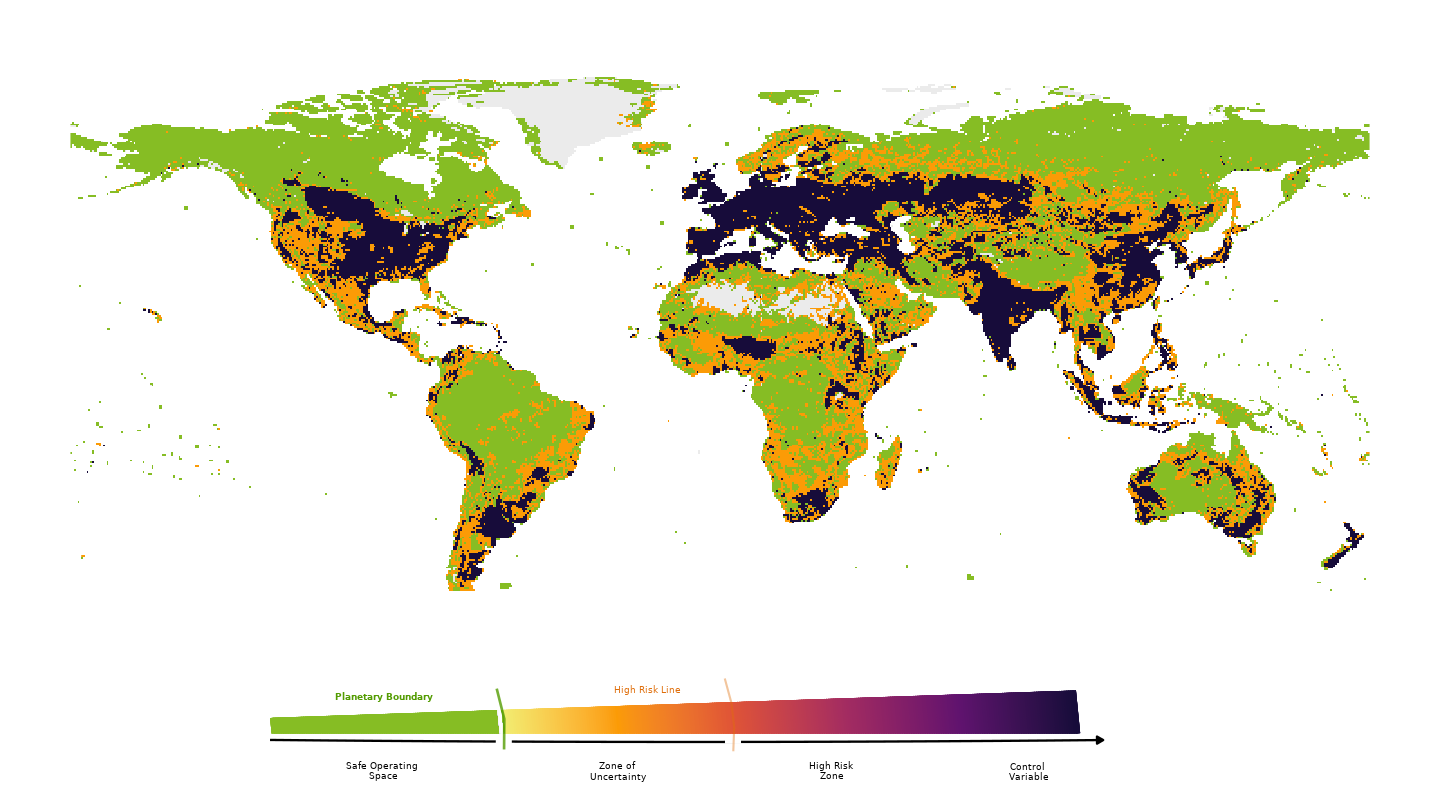 Planetary Boundary
High Risk Line
Safe Operating
Space
Zone of
Uncertainty
High Risk
Zone
Control
Variable